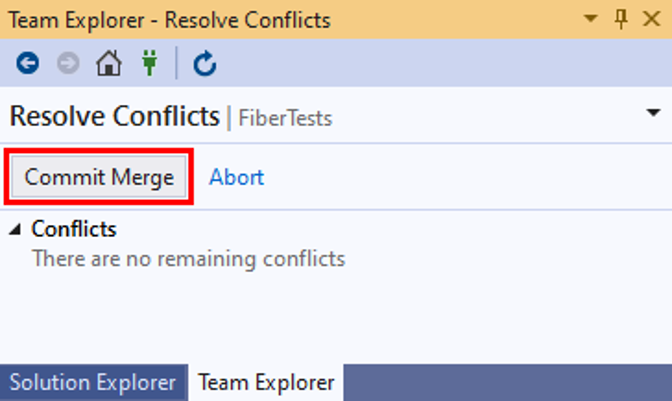 Team Explorer - Resolve Conflicts
Resolve Conflicts | FiberTests
Commit Merge Abort
Conflicts
There are no remaining conflicts
Solution Explorer Team Explorer